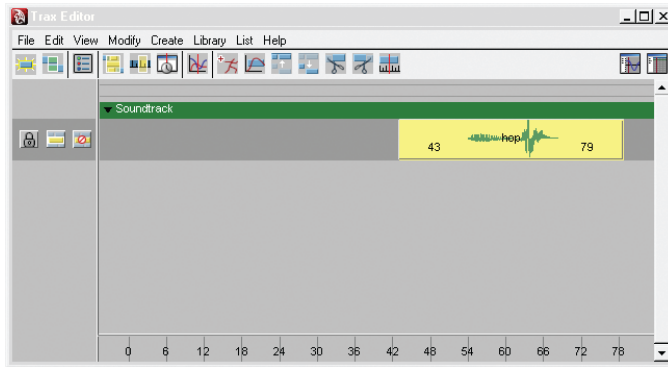 Trax Editor
File Edit View Modify Create Library List Help
Soundtrack
43 hop 79
0 6 12 18 24 30 36 42 48 54 60 66 72 78